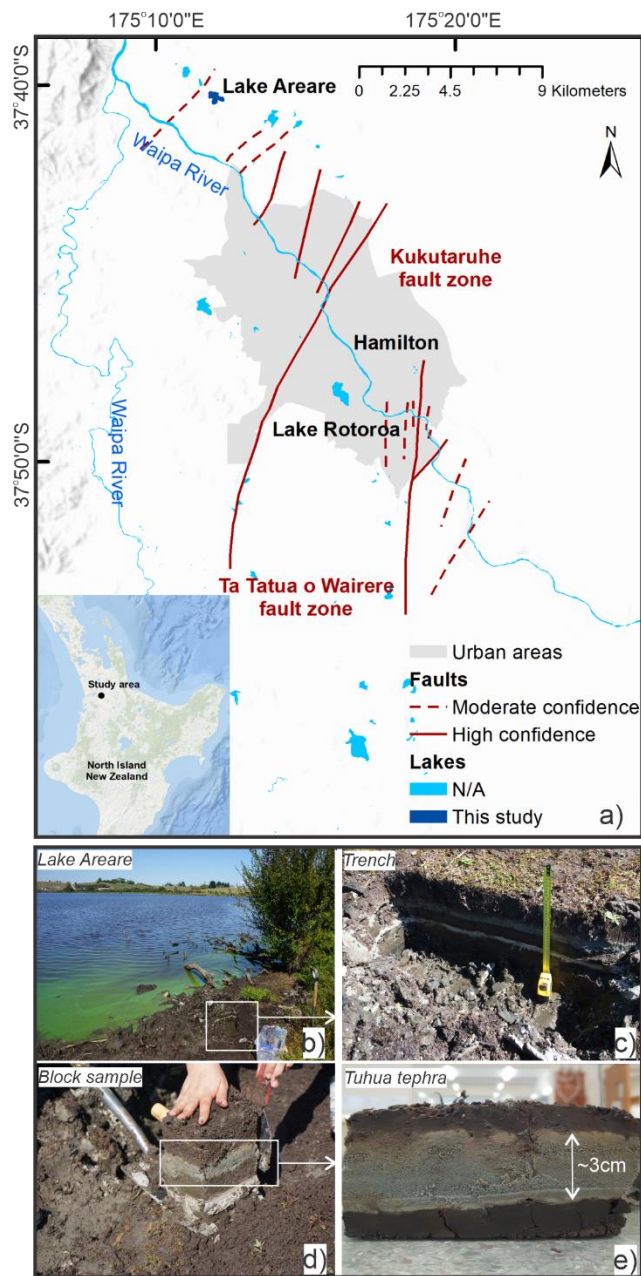 175°10'0"E
175°20'0"E
37°40'0"S
Lake Areare
0 2.25 4.5 9 Kilometers
N
Waipa River
Kukutaruhe
fault zone
Hamilton
Waipa River
Lake Rotoroa
37°50'0"S
Ta Tatua o Wairere
fault zone
Study area
North Island
New Zealand
Urban areas
Faults
Moderate confidence
High confidence
Lakes
N/A
This study
a)
Lake Areare
b)
Trench
c)
Block sample
d)
Tuhua tephra
~3cm
e)